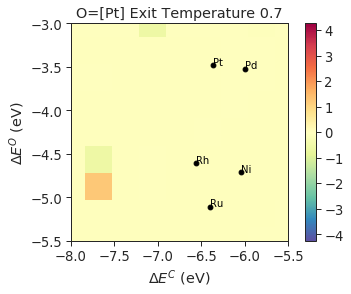 O=[Pt] Exit Temperature 0.7
ΔE^O (eV)
−3.0
−3.5
−4.0
−4.5
−5.0
−5.5
Pt
Pd
Rh
Ni
Ru
−8.0 −7.5 −7.0 −6.5 −6.0 −5.5
ΔE^C (eV)
4
3
2
1
0
−1
−2
−3
−4